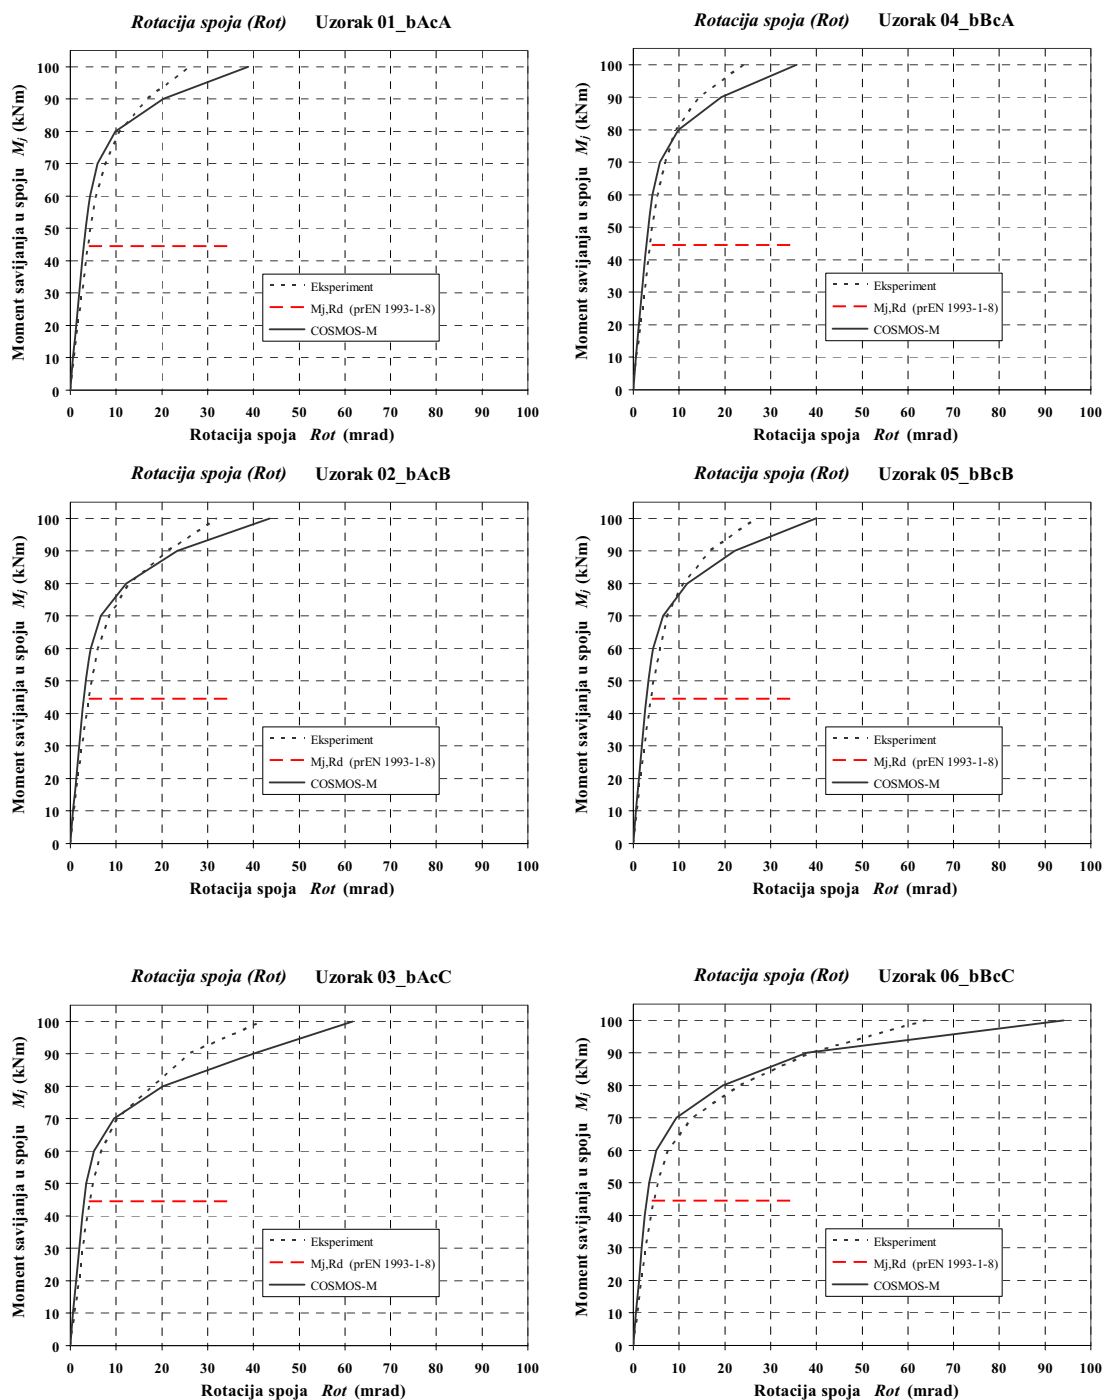 Rotacija spoja (Rot) Uzorak 01_bAcA
Moment savijanja u spoju Mj (kNm)
100
90
80
70
60
50
40
30
20
10
0
Eksperiment
Mj,Rd (prEN 1993-1-8)
COSMOS-M
0 10 20 30 40 50 60 70 80 90 100
Rotacija spoja Rot (mrad)
Rotacija spoja (Rot) Uzorak 04_bBcA
Moment savijanja u spoju Mj (kNm)
100
90
80
70
60
50
40
30
20
10
0
Eksperiment
Mj,Rd (prEN 1993-1-8)
COSMOS-M
0 10 20 30 40 50 60 70 80 90 100
Rotacija spoja Rot (mrad)
Rotacija spoja (Rot) Uzorak 02_bAcB
Moment savijanja u spoju Mj (kNm)
100
90
80
70
60
50
40
30
20
10
0
Eksperiment
Mj,Rd (prEN 1993-1-8)
COSMOS-M
0 10 20 30 40 50 60 70 80 90 100
Rotacija spoja Rot (mrad)
Rotacija spoja (Rot) Uzorak 05_bBcB
Moment savijanja u spoju Mj (kNm)
100
90
80
70
60
50
40
30
20
10
0
Eksperiment
Mj,Rd (prEN 1993-1-8)
COSMOS-M
0 10 20 30 40 50 60 70 80 90 100
Rotacija spoja Rot (mrad)
Rotacija spoja (Rot) Uzorak 03_bAcC
Moment savijanja u spoju Mj (kNm)
100
90
80
70
60
50
40
30
20
10
0
Eksperiment
Mj,Rd (prEN 1993-1-8)
COSMOS-M
0 10 20 30 40 50 60 70 80 90 100
Rotacija spoja Rot (mrad)
Rotacija spoja (Rot) Uzorak 06_bBcC
Moment savijanja u spoju Mj (kNm)
100
90
80
70
60
50
40
30
20
10
0
Eksperiment
Mj,Rd (prEN 1993-1-8)
COSMOS-M
0 10 20 30 40 50 60 70 80 90 100
Rotacija spoja Rot (mrad)